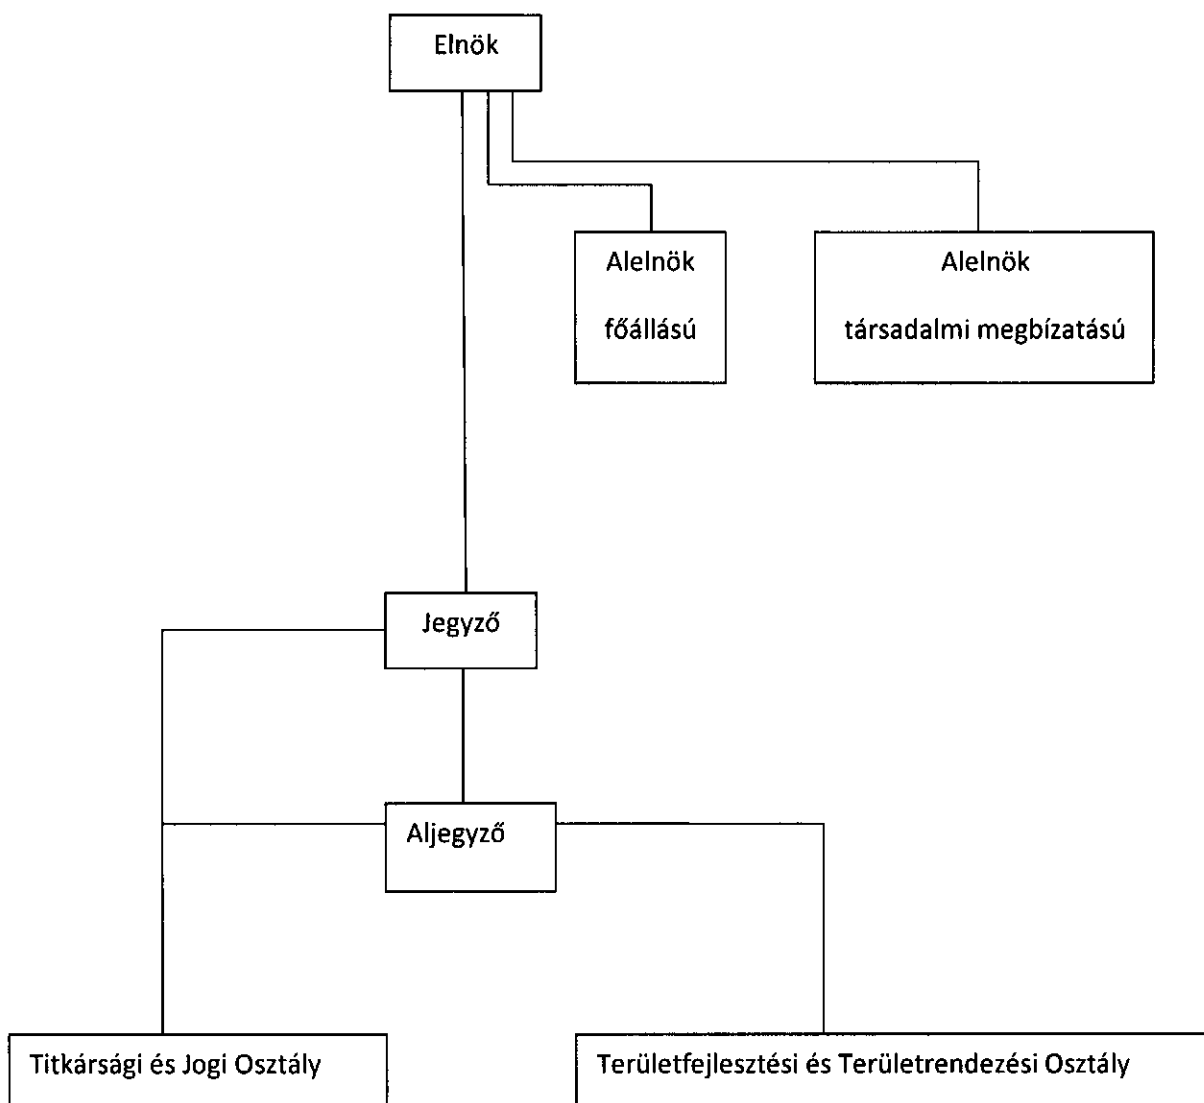 Elnök
Alelnök
főállású
Alelnök
társadalmi megbízatású
Jegyző
Aljegyző
Titkársági és Jogi Osztály
Területfejlesztési és Területrendezési Osztály